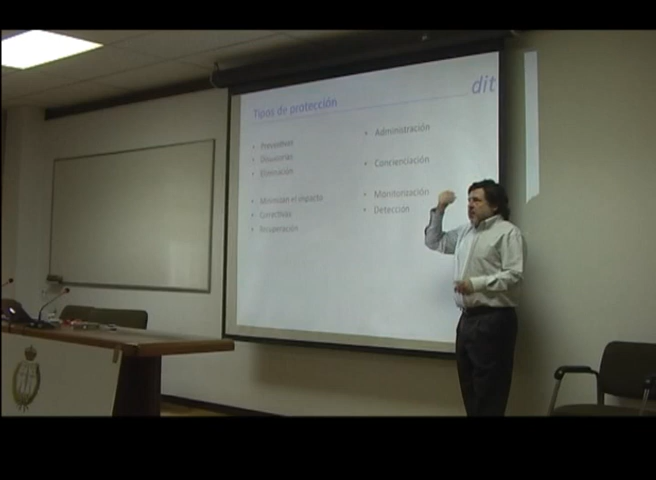 dit
Tipos de protección
• Preventivas
• Disuasorias
• Eliminación
• Minimizan el impacto
• Correctivas
• Recuperación
• Administración
• Concienciación
• Monitorización
• Detección